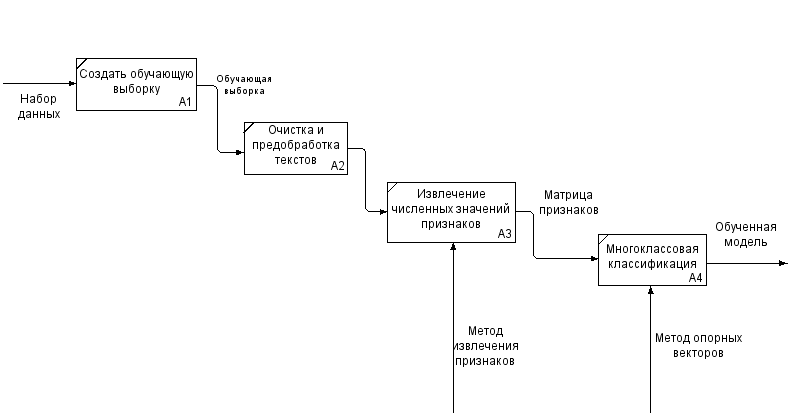 Создать обучающую
выборку
A1
Набор
данных
Обучающая
выборка
Очистка и
предобработка
текстов
A2
Извлечение
численных значений
признаков
A3
Матрица
признаков
Многоклассовая
классификация
A4
Обученная
модель
Метод
извлечения
признаков
Метод опорных
векторов